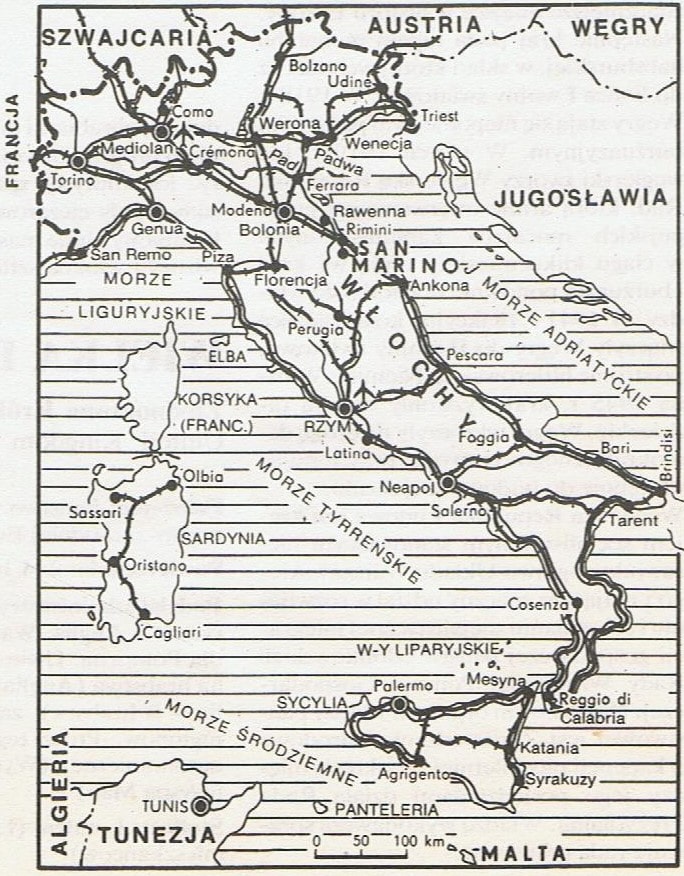 SZWAJCARIA
AUSTRIA
WĘGRY
FRANCJA
Bolzano
Udine
Como
Werona
Triest
Mediolan
Cremona
Pad
Padwa
Wenecja
Torino
Ferrara
JUGOSŁAWIA
Modena
Rawenna
Genua
Bolonia
Rimini
San Remo
Piza
SAN
MARINO
MORZE
LIGURYJSKIE
Florencja
Ankona
MORZE ADRIATYCKIE
WŁOCHY
Perugia
ELBA
Pescara
KORSYKA
(FRANC.)
RZYM
Latina
Foggia
Bari
Brindisi
Olbia
MORZE TYRREŃSKIE
Neapol
Sassari
Salerno
Tarent
SARDYNIA
Oristano
Cosenza
Cagliari
W-Y LIPARYJSKIE
Mesyna
Palermo
SYCYLIA
Reggio di
Calabria
MORZE ŚRODZIEMNE
Katania
Agrigento
Syrakuzy
ALGIERIA
TUNIS
PANTELERIA
TUNEZJA
0 50 100 km
MALTA